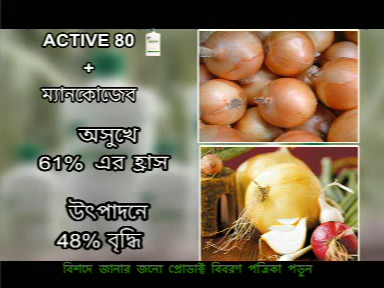 ACTIVE 80
+
ম্যানকোজেব
অসুখে
61% এর হ্রাস
উৎপাদনে
48% বৃদ্ধি
বিশদে জানার জন্যে প্রোডাক্ট বিবরণ পত্রিকা পড়ুন